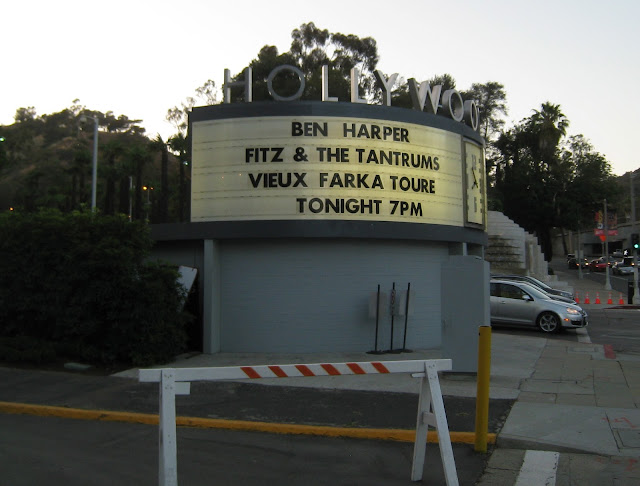 HOLLYWOO
BEN HARPER
FITZ & THE TANTRUMS
VIEUX FARKA TOURE
TONIGHT 7PM